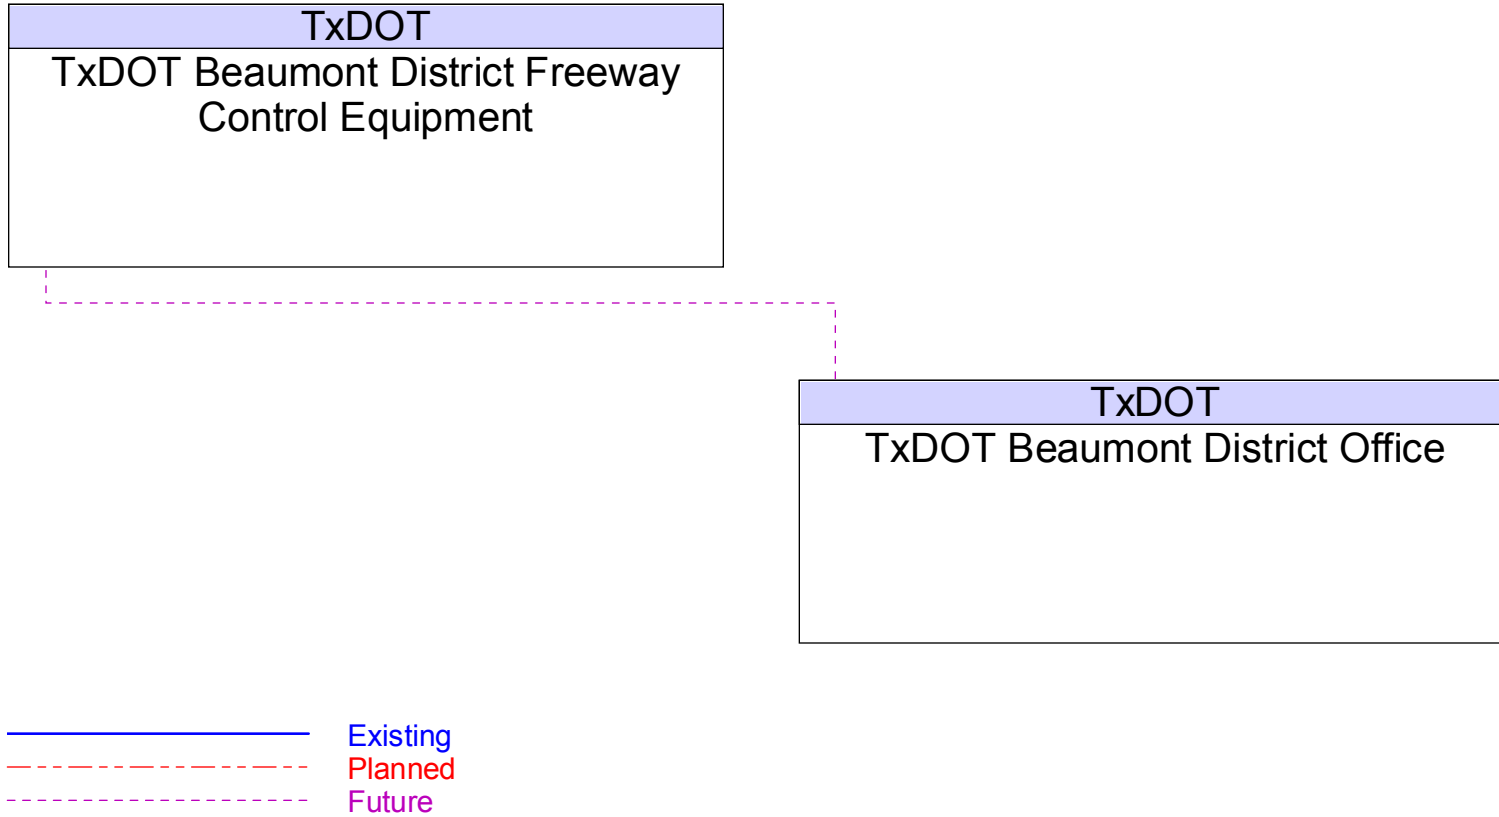 TxDOT
TxDOT Beaumont District Freeway
Control Equipment
TxDOT
TxDOT Beaumont District Office
Existing
Planned
Future